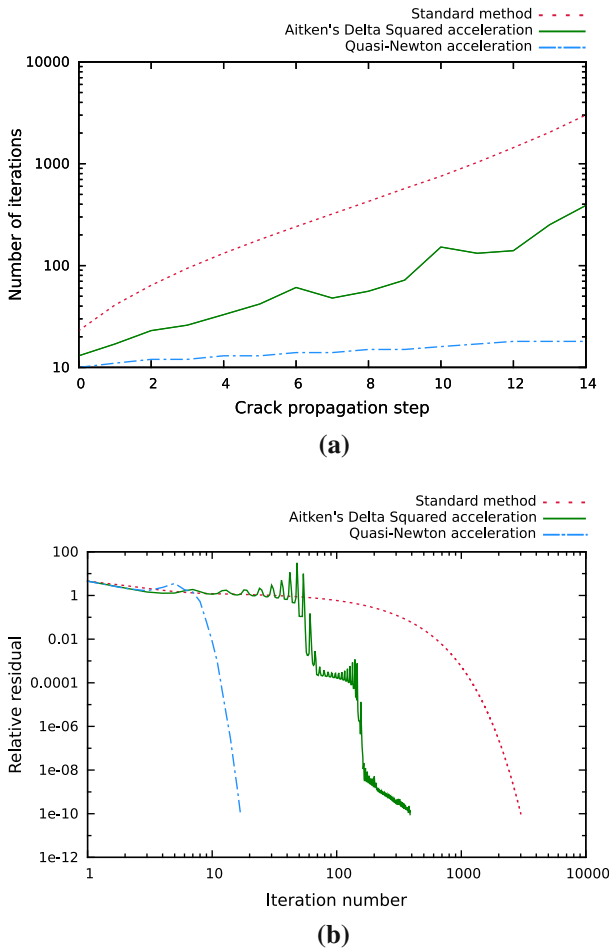 Standard method
Aitken's Delta Squared acceleration
Quasi-Newton acceleration
10000
1000
100
10
Number of iterations
0 2 4 6 8 10 12 14
Crack propagation step
(a)
Standard method
Aitken's Delta Squared acceleration
Quasi-Newton acceleration
100
1
0.01
0.0001
1e-06
1e-08
1e-10
1e-12
Relative residual
1 10 100 1000 10000
Iteration number
(b)